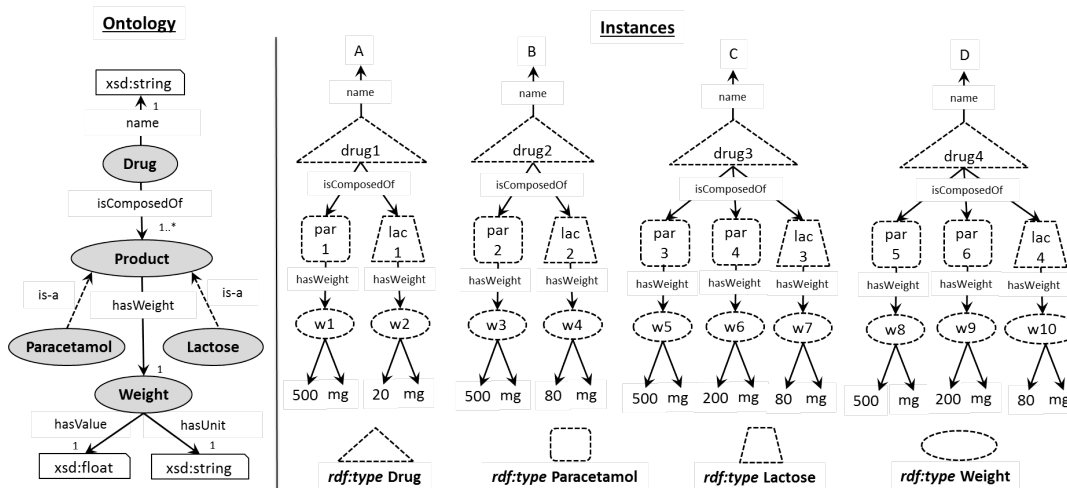 Ontology
xsd:string
1
name
Drug
isComposedOf
1..*
Product
is-a
hasWeight
is-a
Paracetamol
Lactose
1
Weight
hasValue
hasUnit
1
1
xsd:float
xsd:string
Instances
A
B
C
D
name
name
name
name
drug1
drug2
drug3
drug4
isComposedOf
isComposedOf
isComposedOf
isComposedOf
par
1
lac
1
par
2
lac
2
par
3
par
4
lac
3
par
5
par
6
lac
4
hasWeight
hasWeight
hasWeight
hasWeight
hasWeight
hasWeight
hasWeight
hasWeight
hasWeight
hasWeight
w1
w2
w3
w4
w5
w6
w7
w8
w9
w10
500 mg
20 mg
500 mg
80 mg
500 mg
200 mg
80 mg
500 mg
200 mg
80 mg
rdf:type Drug
rdf:type Paracetamol
rdf:type Lactose
rdf:type Weight